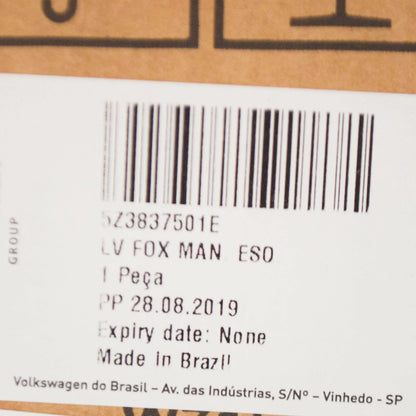 5Z3837501E
LV FOX MAN. ESQ
1 Peça
PP 28.08.2019
Expiry date: None
Made in Brazil
Volkswagen do Brasil – Av. das Indústrias, S/Nº – Vinhedo - SP
GROUP